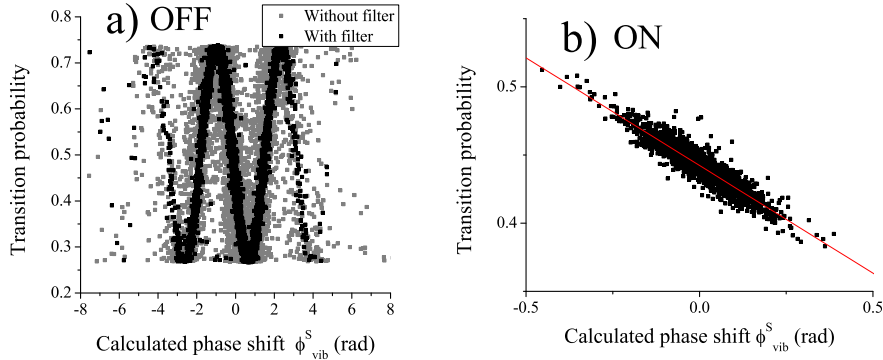 a) OFF
Without filter
With filter
0.8
0.7
0.6
0.5
0.4
0.3
0.2
Transition probability
-8 -6 -4 -2 0 2 4 6 8
Calculated phase shift ϕ^S_vib (rad)
b) ON
0.5
0.4
Transition probability
-0.5 0.0 0.5
Calculated phase shift ϕ^S_vib (rad)